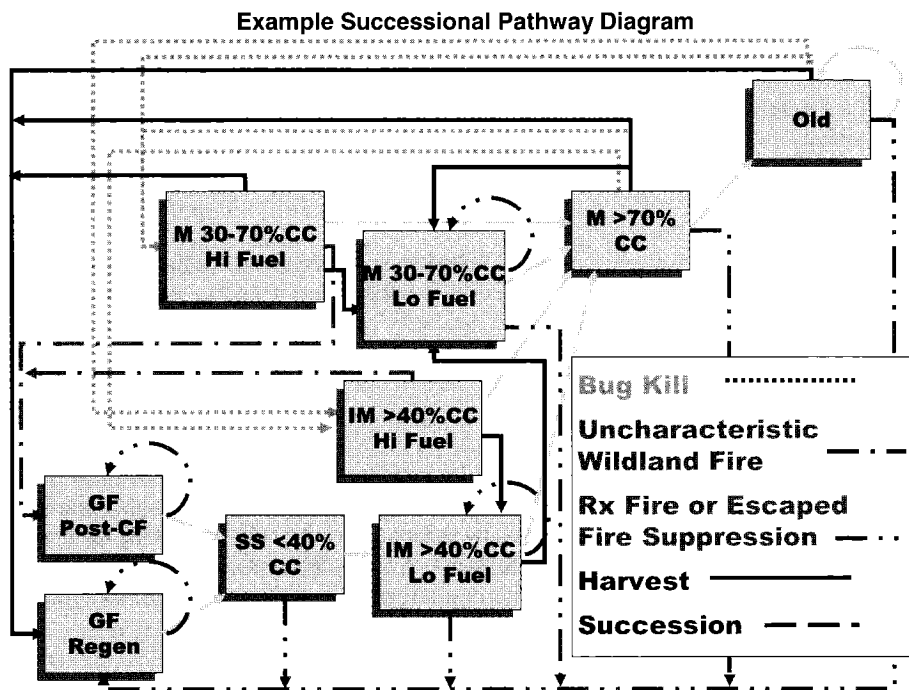 Example Successional Pathway Diagram
Old
M 30-70%CC
Hi Fuel
M 30-70%CC
Lo Fuel
M >70%
CC
IM >40%CC
Hi Fuel
GF
Post-CF
SS <40%
CC
IM >40%CC
Lo Fuel
GF
Regen
Bug Kill
Uncharacteristic
Wildland Fire
Rx Fire or Escaped
Fire Suppression
Harvest
Succession